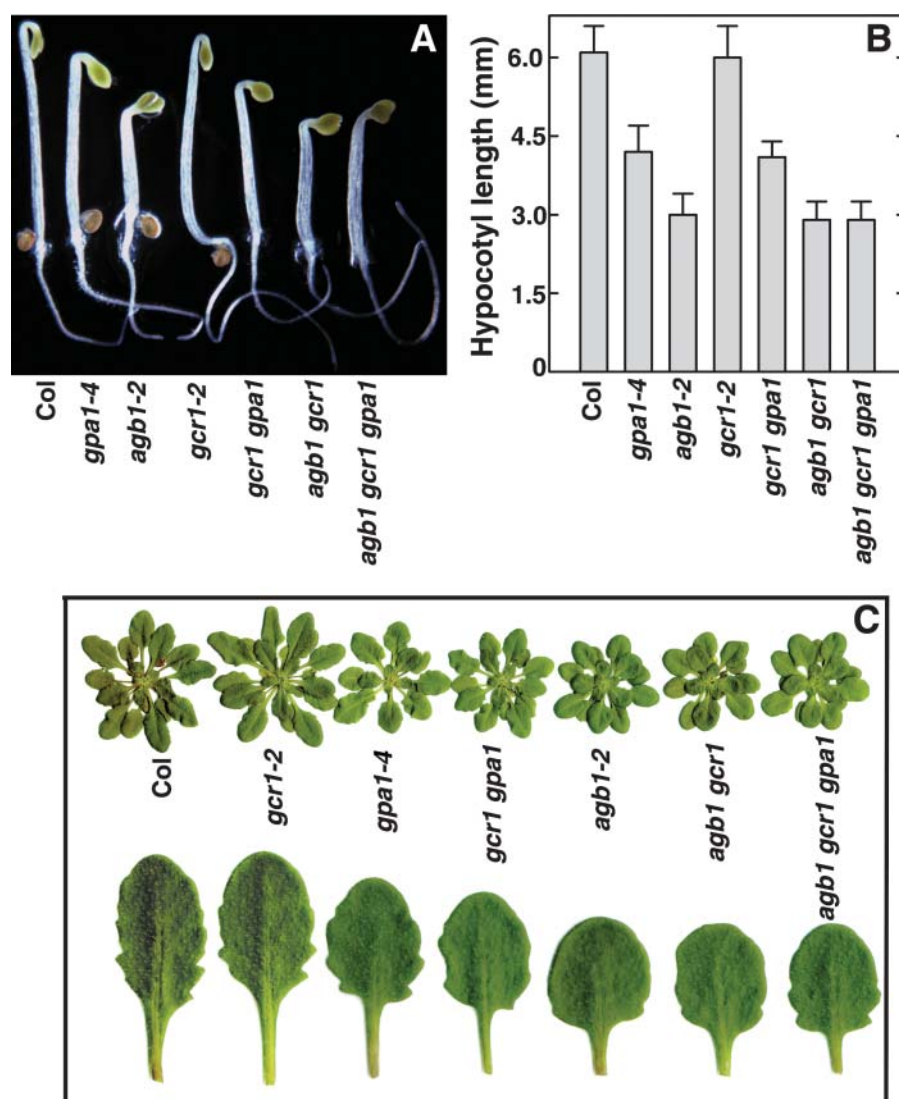 A
Col
gpa1-4
agb1-2
gcr1-2
gcr1 gpa1
agb1 gcr1
agb1 gcr1 gpa1
B
Hypocotyl length (mm)
6.0
4.5
3.0
1.5
0
Col
gpa1-4
agb1-2
gcr1-2
gcr1 gpa1
agb1 gcr1
agb1 gcr1 gpa1
C
Col
gcr1-2
gpa1-4
gcr1 gpa1
agb1-2
agb1 gcr1
agb1 gcr1 gpa1